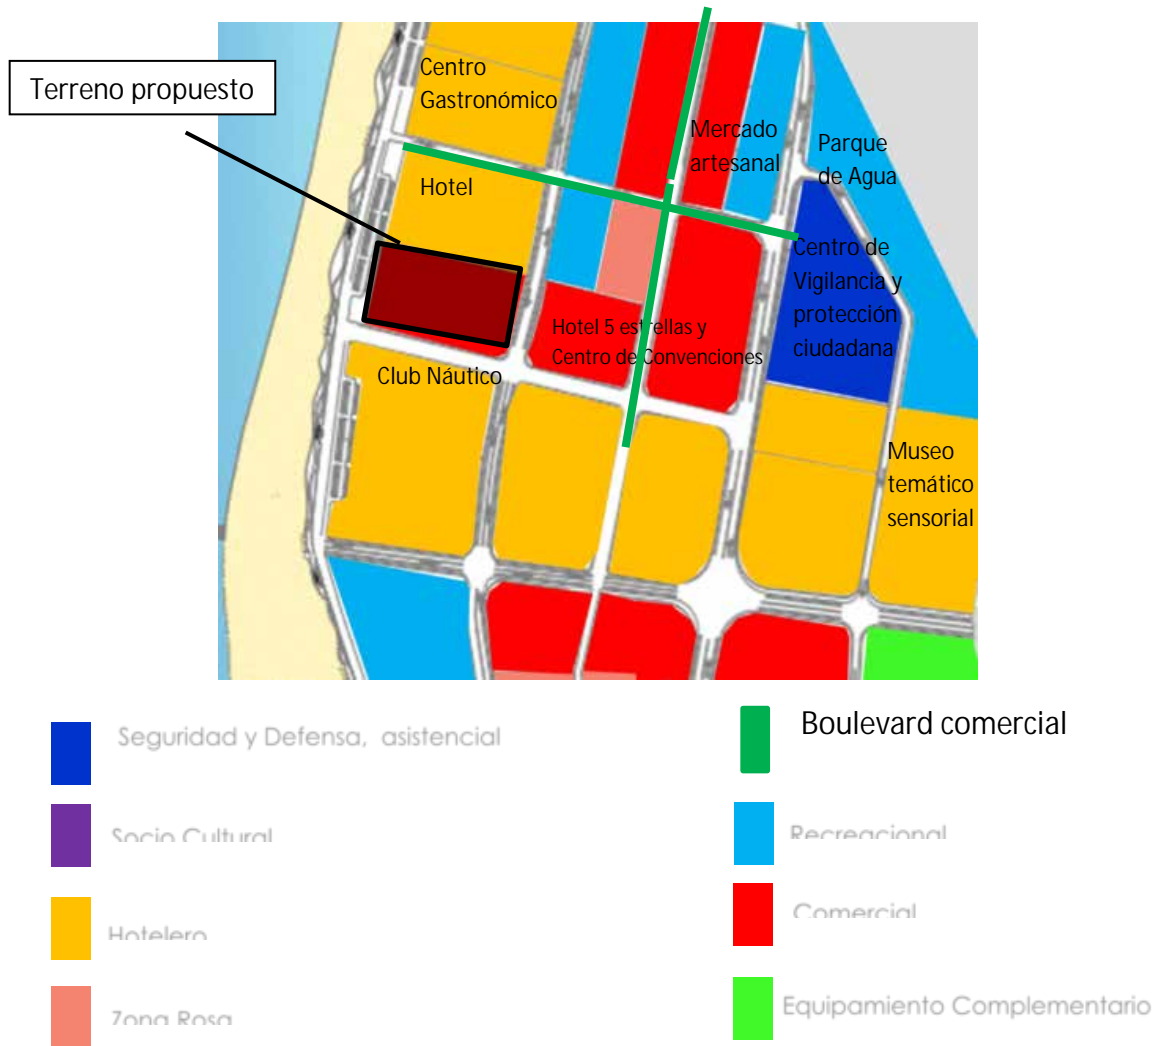 Terreno propuesto
Centro
Gastronómico
Mercado
artesanal
Parque
de Agua
Hotel
Centro de
Vigilancia y
protección
ciudadana
Hotel 5 estrellas y
Centro de Convenciones
Club Náutico
Museo
temático
sensorial
Seguridad y Defensa, asistencial
Boulevard comercial
Socio Cultural
Recreacional
Hotelero
Comercial
Zona Rosa
Equipamiento Complementario